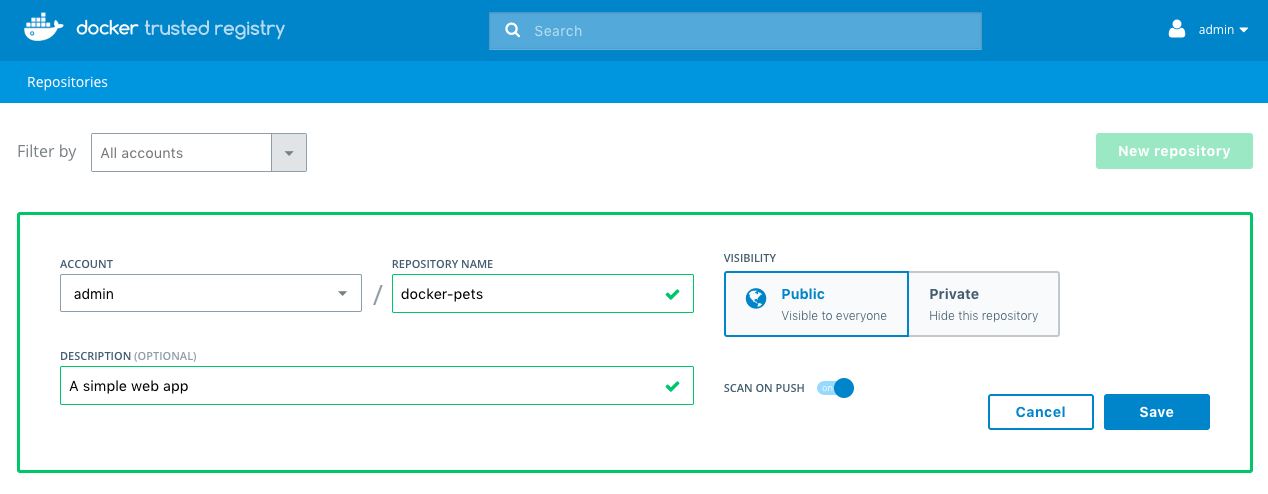 docker trusted registry
Search
admin
Repositories
Filter by
All accounts
New repository
ACCOUNT
admin
/
REPOSITORY NAME
docker-pets
VISIBILITY
Public
Visible to everyone
Private
Hide this repository
DESCRIPTION (OPTIONAL)
A simple web app
SCAN ON PUSH
on
Cancel
Save